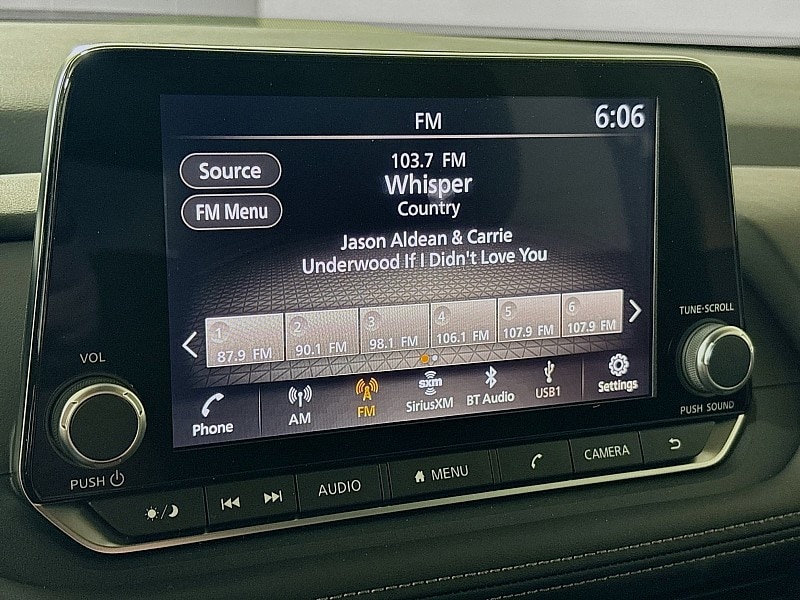 FM
6:06
Source
FM Menu
103.7 FM
Whisper
Country
Jason Aldean & Carrie
Underwood If I Didn't Love You
1
87.9 FM
2
90.1 FM
3
98.1 FM
4
106.1 FM
5
107.9 FM
6
107.9 FM
Phone
AM
FM
sxm
SiriusXM
BT Audio
USB1
Settings
VOL
PUSH
TUNE•SCROLL
PUSH SOUND
AUDIO
MENU
CAMERA